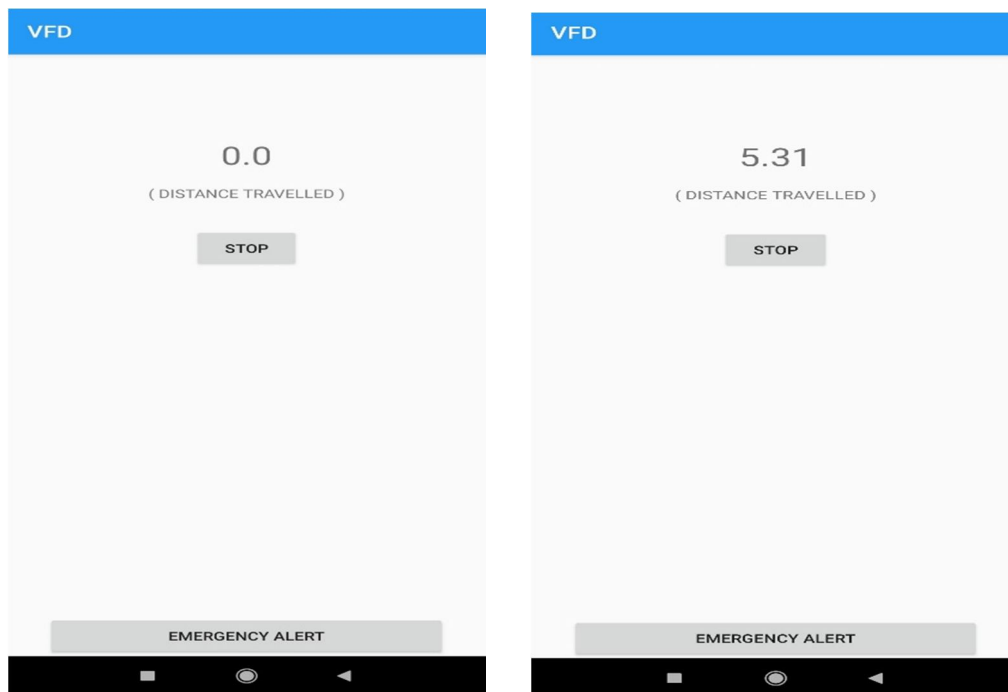 VFD
0.0
( DISTANCE TRAVELLED )
STOP
EMERGENCY ALERT
VFD
5.31
( DISTANCE TRAVELLED )
STOP
EMERGENCY ALERT